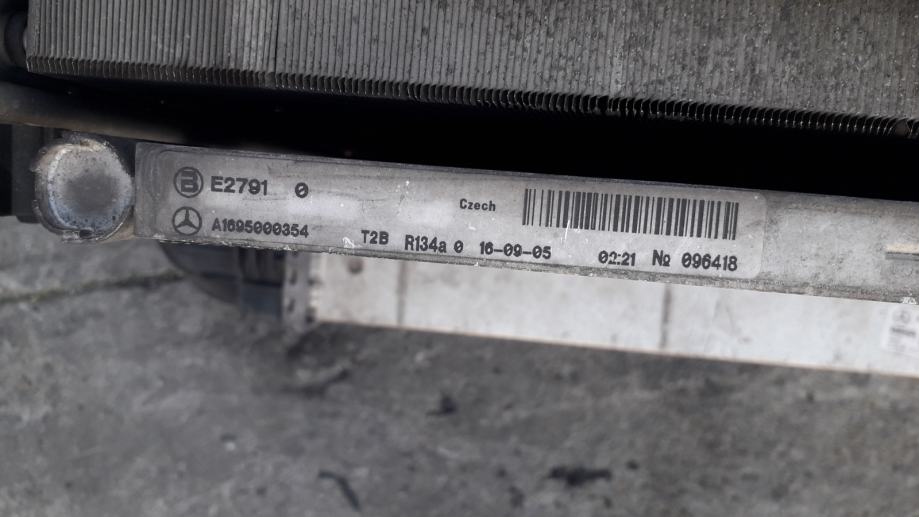 E2791 0
Czech
A1695000354
T2B R134a 0 16-09-05 02:21 № 096418